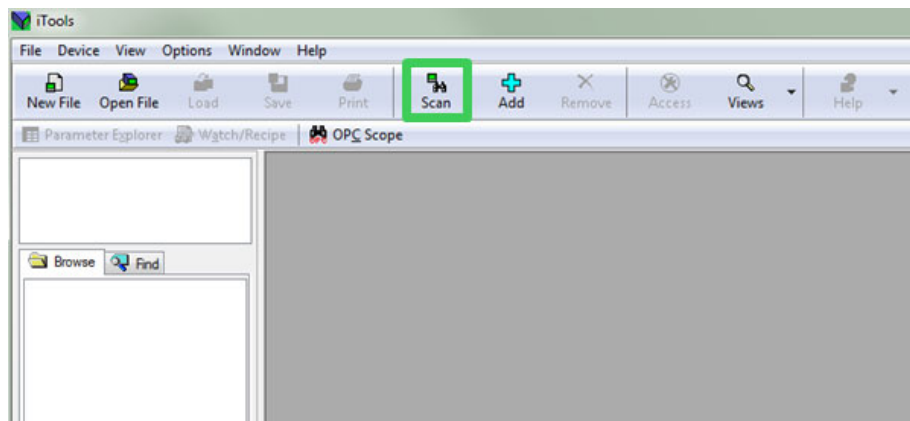 iTools
File Device View Options Window Help
New File Open File Load Save Print Scan Add Remove Access Views Help
Parameter Explorer Watch/Recipe OPC Scope
Browse Find